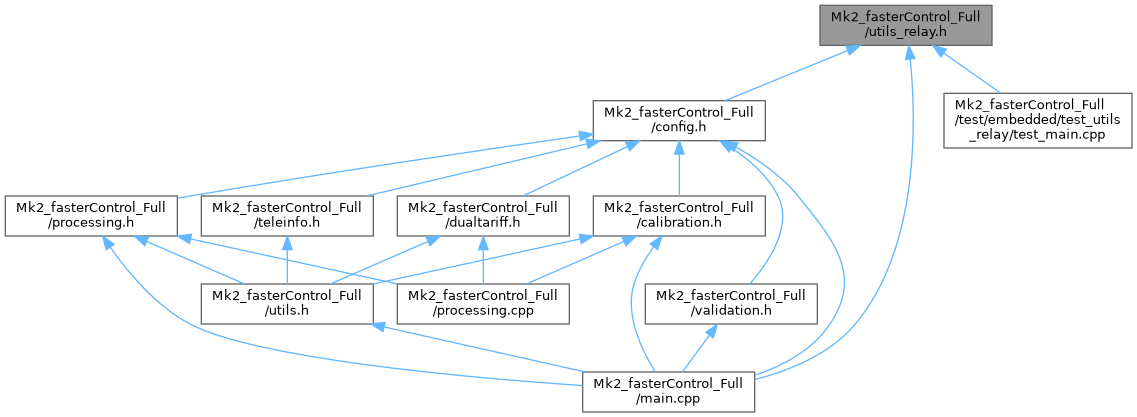 Mk2_fasterControl_Full
/utils_relay.h
Mk2_fasterControl_Full
/config.h
Mk2_fasterControl_Full
/test/embedded/test_utils
_relay/test_main.cpp
Mk2_fasterControl_Full
/processing.h
Mk2_fasterControl_Full
/teleinfo.h
Mk2_fasterControl_Full
/dualtariff.h
Mk2_fasterControl_Full
/calibration.h
Mk2_fasterControl_Full
/utils.h
Mk2_fasterControl_Full
/processing.cpp
Mk2_fasterControl_Full
/validation.h
Mk2_fasterControl_Full
/main.cpp